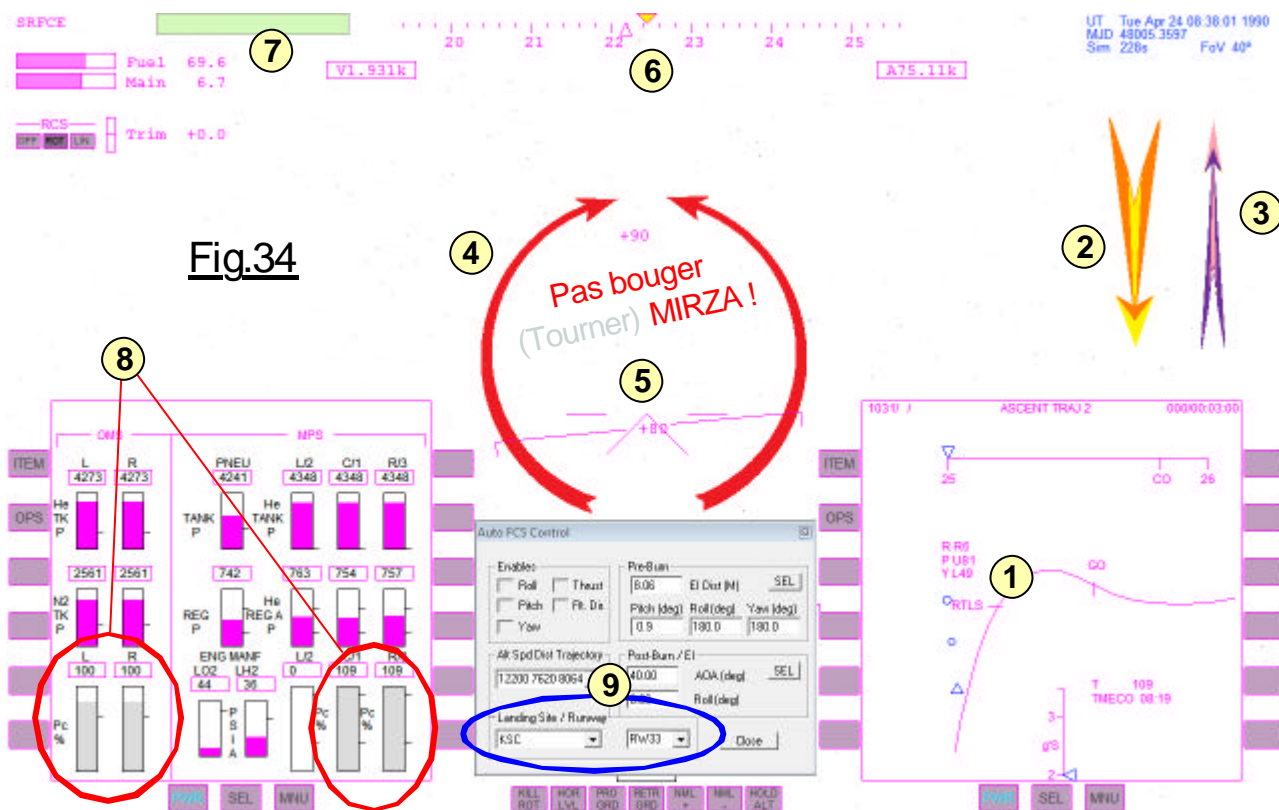 SRFCE
Fuel 69.6
Main 6.7
RCS
OFF ROT LIN
Trim +0.0
7
20 21 22 23 24 25
6
V1.931k
A75.11k
UT Tue Apr 24 08:38:01 1990
MJD 48005.3597
Sim 228s FoV 40º
2
3
Fig.34
4
+90
Pas bouger
(Tourner) MIRZA !
5
+80
8
OMS MPS
L R PNEU L/2 C/1 R/3
4273 4273 4241 4348 4348 4348
He TK P
TANK P
He TANK P
2561 2561 742 763 754 757
N2 TK P
REG P
He REG A P
L R
100 100
ENG MANF
LO2 LH2
44 36
L/2 C/1
0 109 109
Pc %
PSIA
Pc %
Pc %
ITEM
OPS
PWR SEL MNU
Auto FCS Control
Enables
Roll Thrust
Pitch Flt. Dir.
Yaw
Pre-Burn
EI Dist (M) SEL
Pitch (deg) Roll (deg) Yaw (deg)
0.9 180.0 180.0
Alt Spd Dist Trajectory
12200 7620 8064
Post-Burn / EI
40.00 AOA (deg) SEL
Roll (deg)
9
Landing Site / Runway
KSC RW33 Close
KILL ROT
HOR LVL
PRO GRD
RETR GRD
NML +
NML -
HOLD ALT
1031/ / ASCENT TRAJ 2 000/00:03:00
25 CO 26
R R6
P U81
Y L49
GO
1
RTLS
T 109
TMECO 08:19
3
g'S
2
ITEM
OPS
PWR SEL MNU